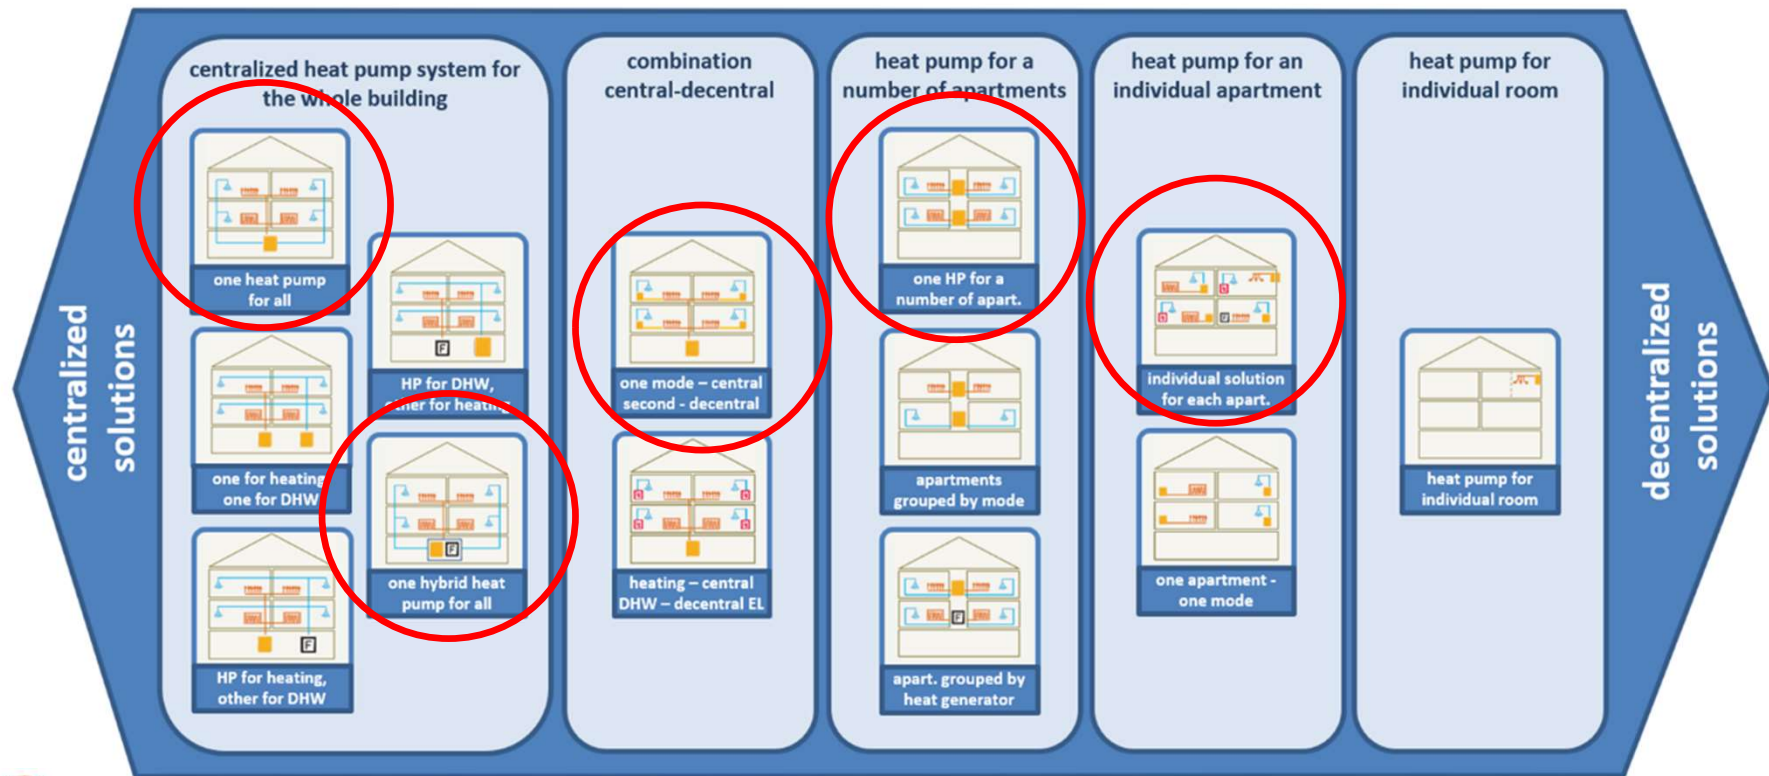 centralized
solutions
centralized heat pump system for
the whole building
one heat pump
for all
one for heating
one for DHW
HP for heating,
other for DHW
F
HP for DHW,
other for heating
F
one hybrid heat
pump for all
F
combination
central-decentral
one mode – central
second - decentral
heating – central
DHW – decentral EL
heat pump for a
number of apartments
one HP for a
number of apart.
apartments
grouped by mode
apart. grouped by
heat generator
F
heat pump for an
individual apartment
individual solution
for each apart.
F
one apartment -
one mode
heat pump for
individual room
heat pump for
individual room
decentralized
solutions